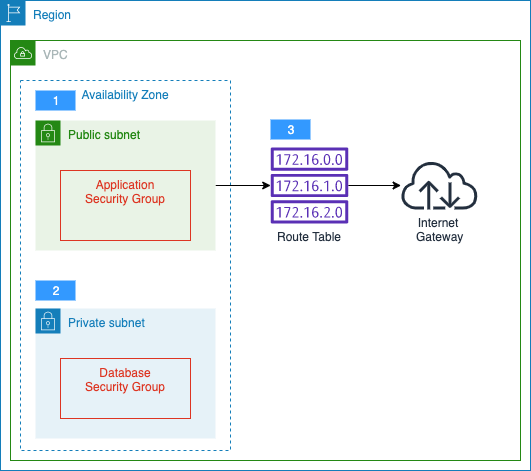 Region
VPC
1
Availability Zone
Public subnet
Application
Security Group
2
Private subnet
Database
Security Group
3
172.16.0.0
172.16.1.0
172.16.2.0
Route Table
Internet
Gateway